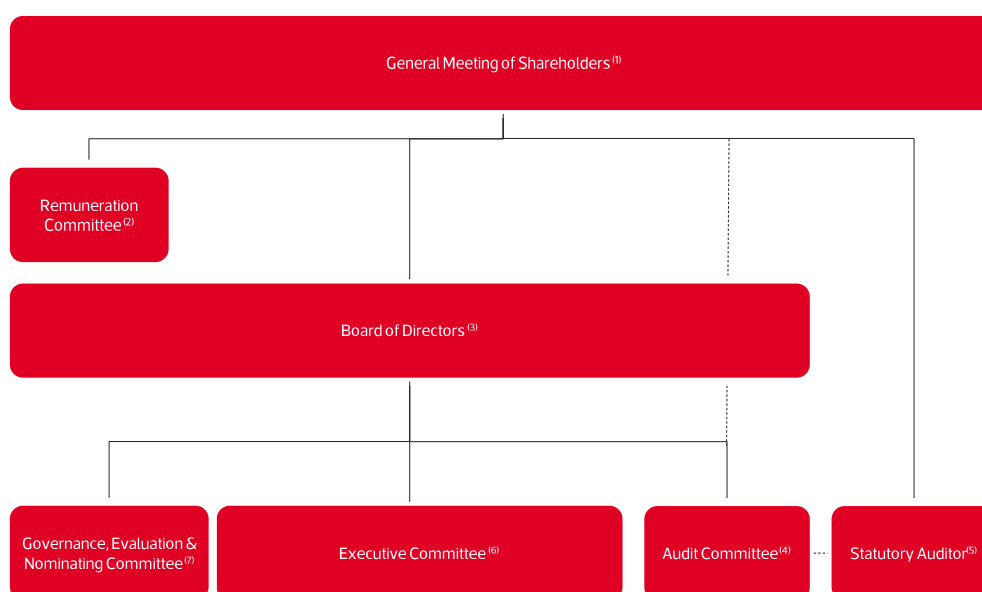 General Meeting of Shareholders (1)
Remuneration
Committee (2)
Board of Directors (3)
Governance, Evaluation &
Nominating Committee (7)
Executive Committee (6)
Audit Committee (4)
Statutory Auditor(5)